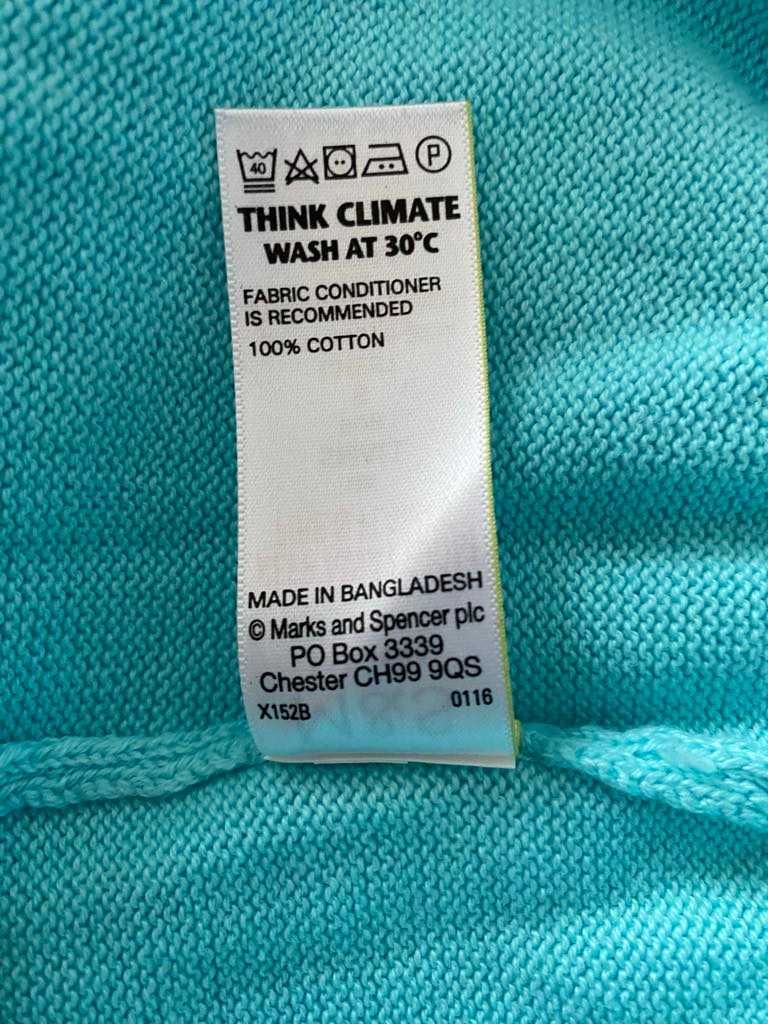 40 P
THINK CLIMATE
WASH AT 30°C
FABRIC CONDITIONER
IS RECOMMENDED
100% COTTON
MADE IN BANGLADESH
© Marks and Spencer plc
PO Box 3339
Chester CH99 9QS
X152B 0116